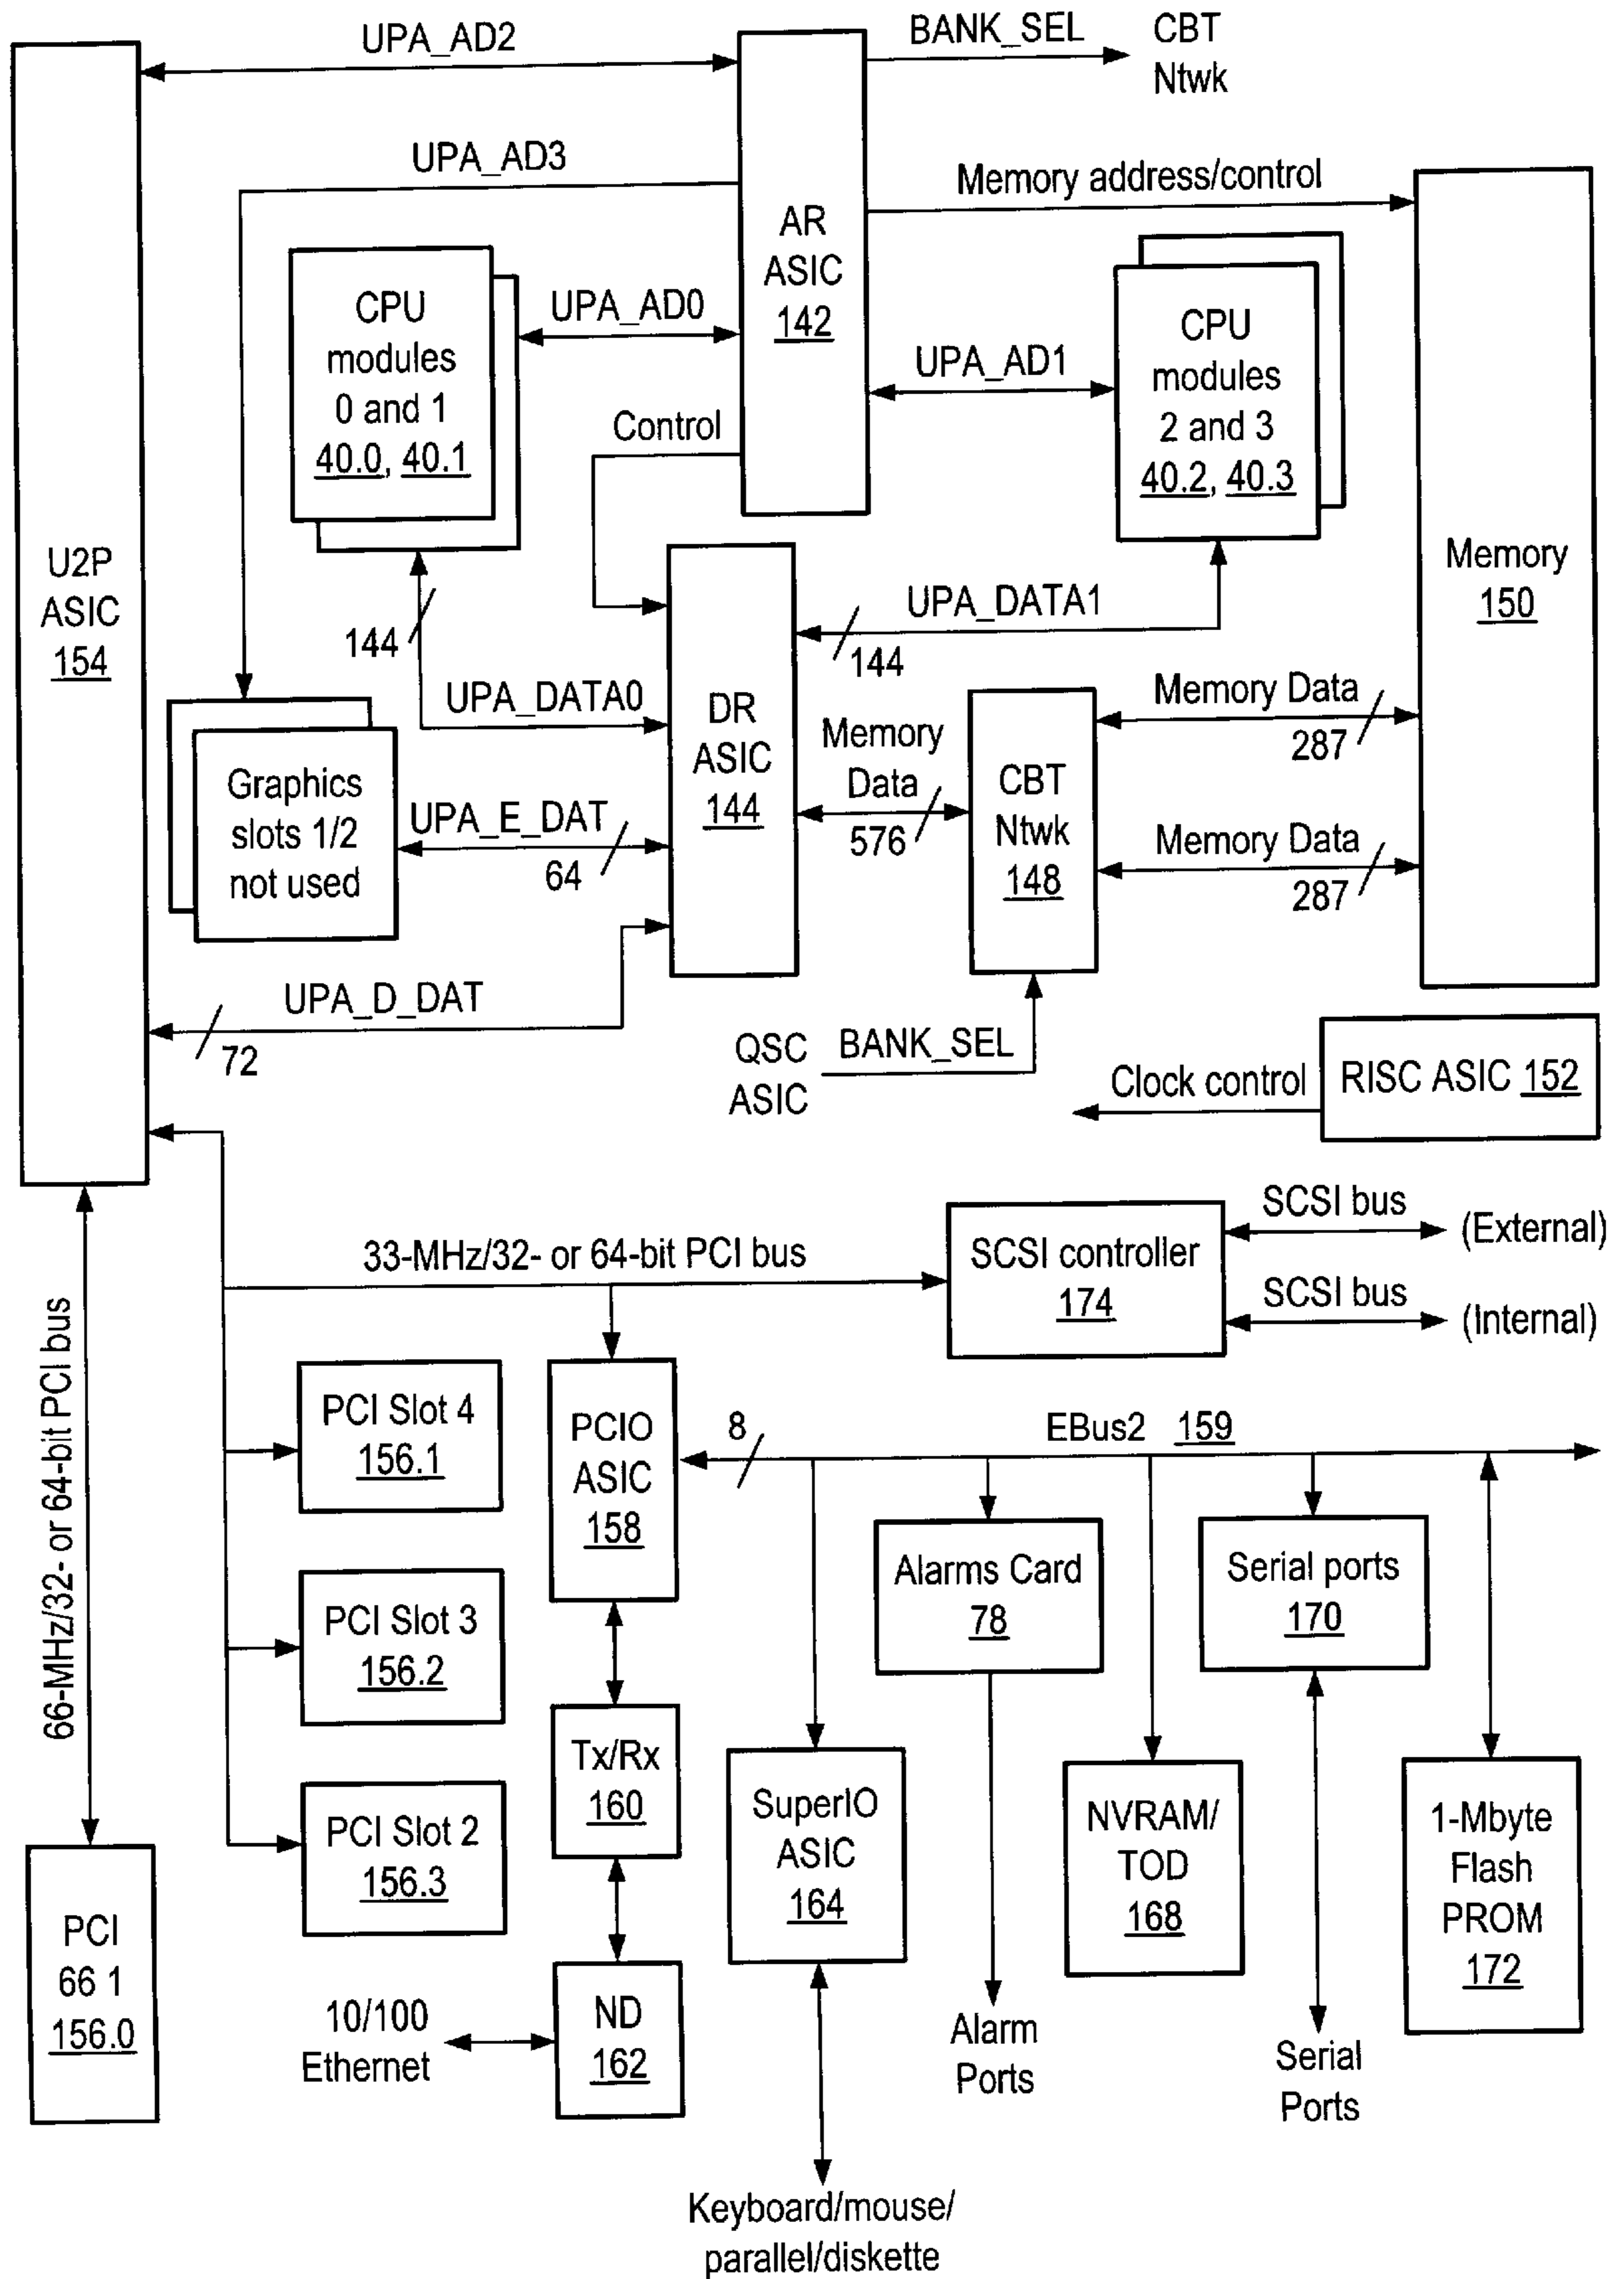 UPA_AD2
BANK_SEL
CBT
Ntwk
UPA_AD3
Memory address/control
AR
ASIC
142
CPU
modules
0 and 1
40.0, 40.1
UPA_AD0
UPA_AD1
CPU
modules
2 and 3
40.2, 40.3
Control
U2P
ASIC
154
Memory
150
144
UPA_DATA1
144
UPA_DATA0
DR
ASIC
144
Memory
Data
576
CBT
Ntwk
148
Memory Data
287
Memory Data
287
Graphics
slots 1/2
not used
UPA_E_DAT
64
UPA_D_DAT
72
QSC
ASIC
BANK_SEL
Clock control
RISC ASIC 152
33-MHz/32- or 64-bit PCI bus
SCSI controller
174
SCSI bus
(External)
SCSI bus
(Internal)
66-MHz/32- or 64-bit PCI bus
PCI Slot 4
156.1
PCIO
ASIC
158
8
EBus2 159
Alarms Card
78
Serial ports
170
PCI Slot 3
156.2
Tx/Rx
160
SuperIO
ASIC
164
NVRAM/
TOD
168
1-Mbyte
Flash
PROM
172
PCI Slot 2
156.3
PCI
66 1
156.0
10/100
Ethernet
ND
162
Alarm
Ports
Serial
Ports
Keyboard/mouse/
parallel/diskette